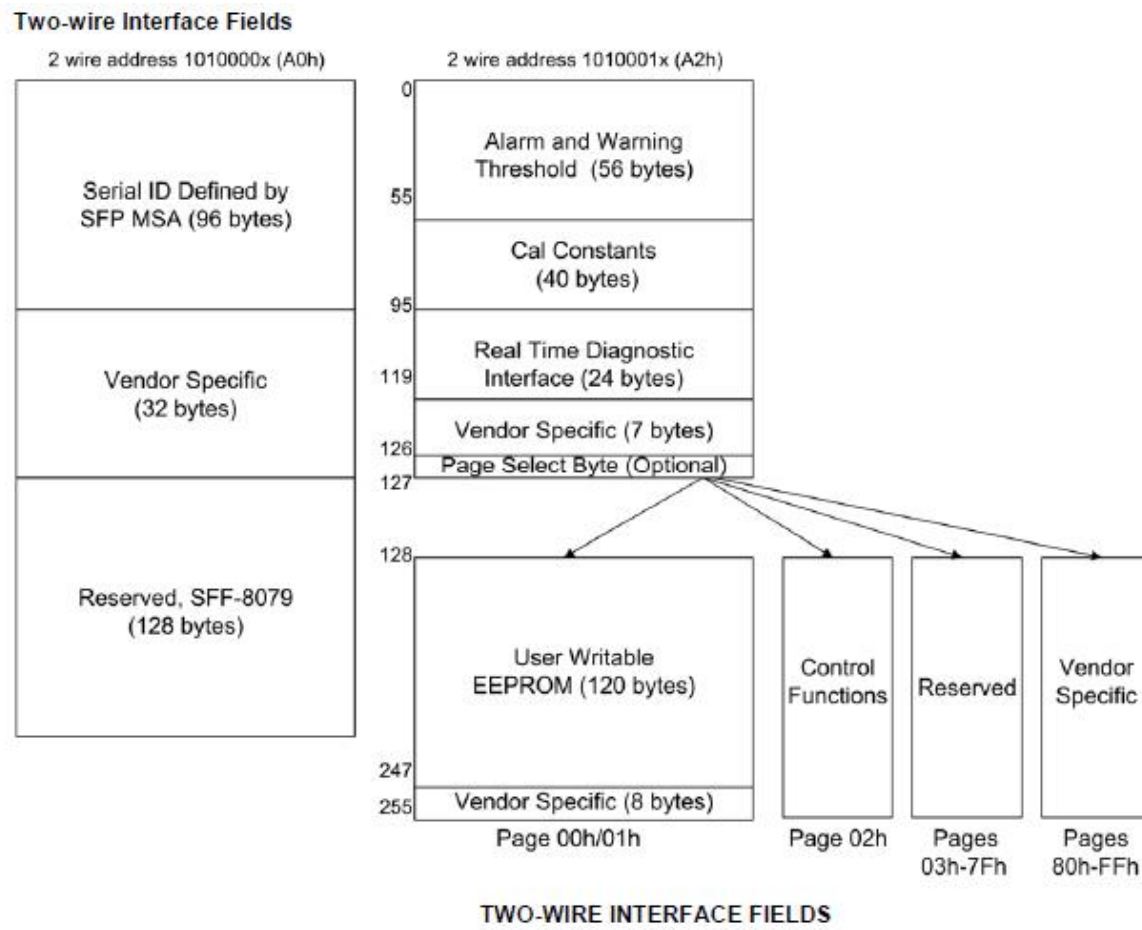 Two-wire Interface Fields
2 wire address 1010000x (A0h)
Serial ID Defined by
SFP MSA (96 bytes)
Vendor Specific
(32 bytes)
Reserved, SFF-8079
(128 bytes)
2 wire address 1010001x (A2h)
0
Alarm and Warning
Threshold (56 bytes)
55
Cal Constants
(40 bytes)
95
Real Time Diagnostic
Interface (24 bytes)
119
Vendor Specific (7 bytes)
126
Page Select Byte (Optional)
127
128
User Writable
EEPROM (120 bytes)
247
Vendor Specific (8 bytes)
255
Page 00h/01h
Control
Functions
Page 02h
Reserved
Pages
03h-7Fh
Vendor
Specific
Pages
80h-FFh
TWO-WIRE INTERFACE FIELDS